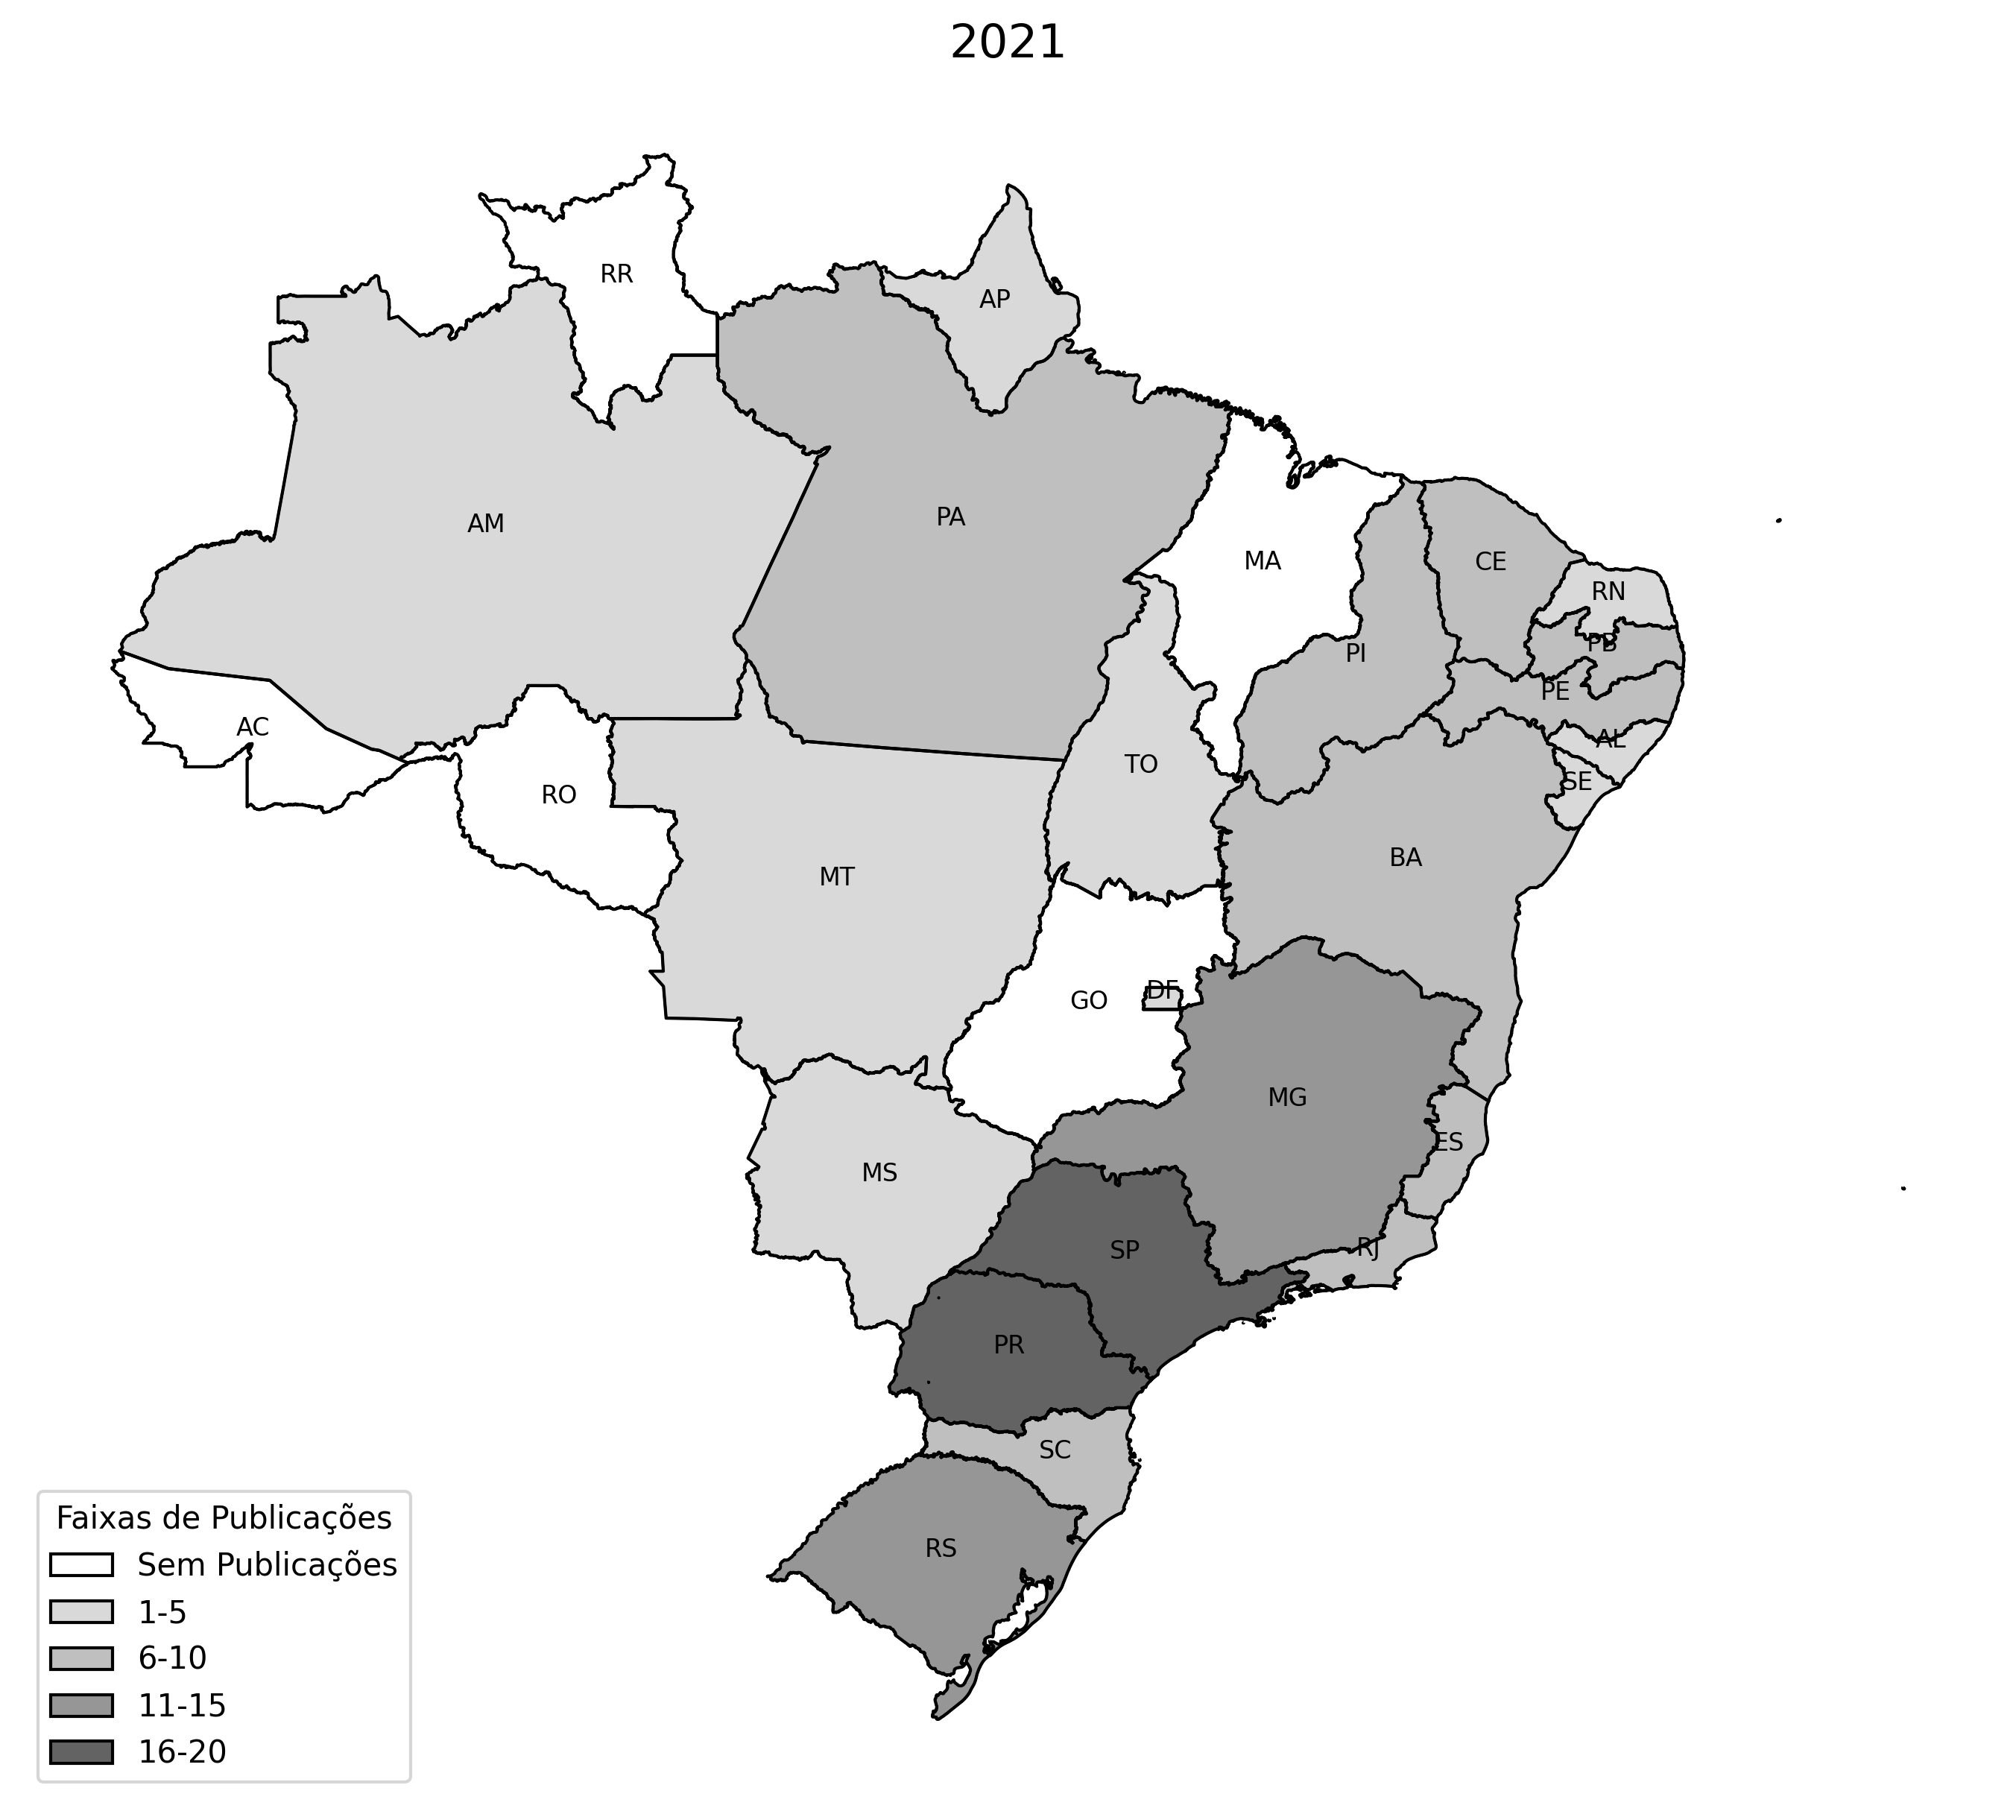 2021
RR
AP
AM
PA
MA
CE
RN
PB
PI
PE
AC
AL
TO
SE
RO
BA
MT
DF
GO
MG
ES
MS
RJ
SP
PR
SC
RS
Faixas de Publicações
Sem Publicações
1-5
6-10
11-15
16-20